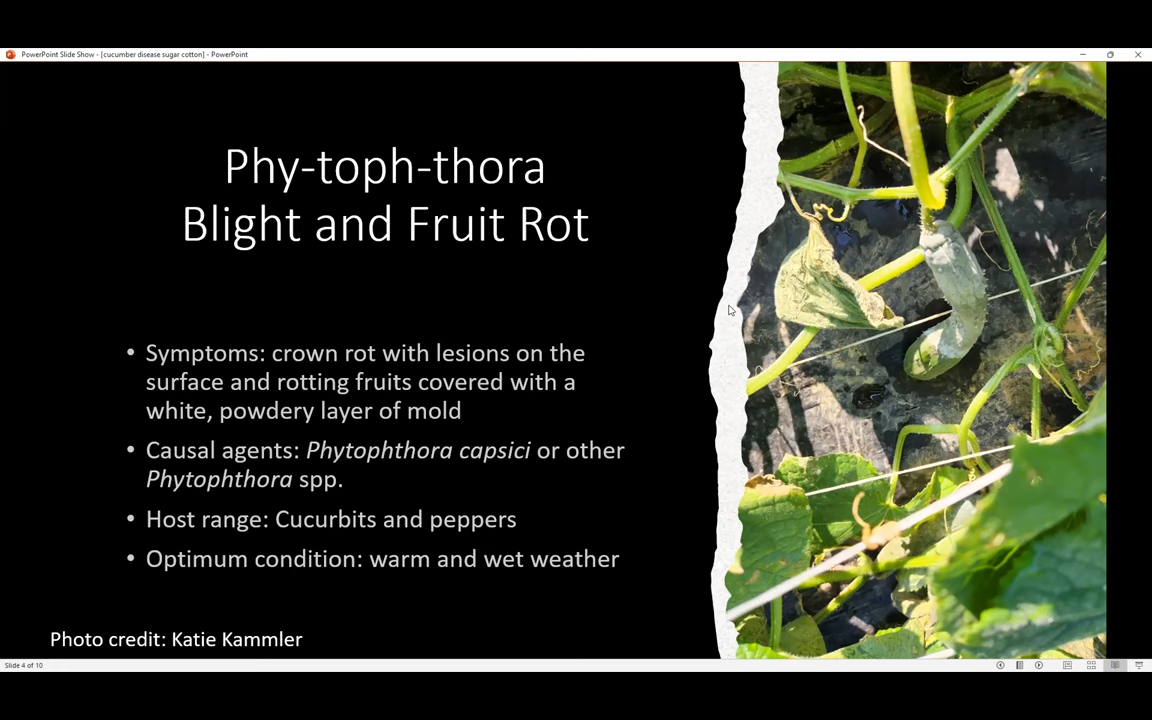 PowerPoint Slide Show - [cucumber disease sugar cotton] - PowerPoint
Phy-toph-thora
Blight and Fruit Rot
• Symptoms: crown rot with lesions on the
surface and rotting fruits covered with a
white, powdery layer of mold
• Causal agents: Phytophthora capsici or other
Phytophthora spp.
• Host range: Cucurbits and peppers
• Optimum condition: warm and wet weather
Photo credit: Katie Kammler
Slide 4 of 10